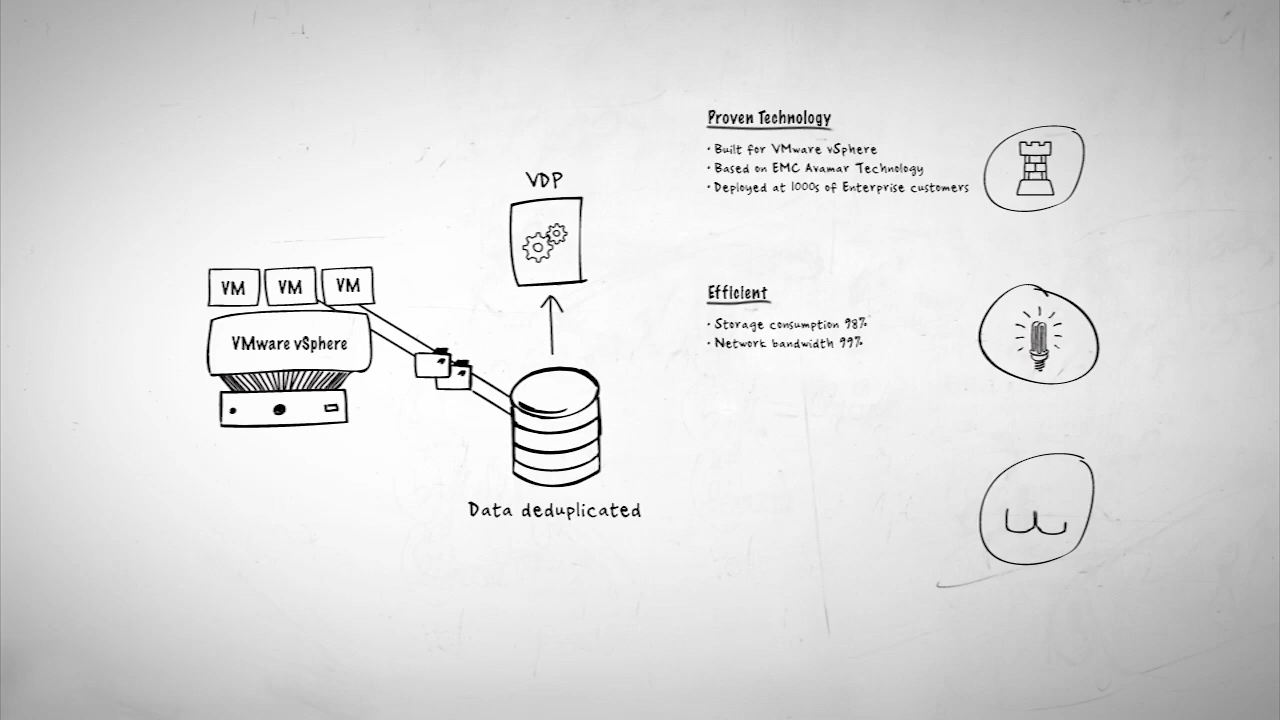 VDP
VM VM VM
VMware vSphere
Data deduplicated
Proven Technology
• Built for VMware vSphere
• Based on EMC Avamar Technology
• Deployed at 1000s of Enterprise customers
Efficient
• Storage consumption 98%
• Network bandwidth 99%